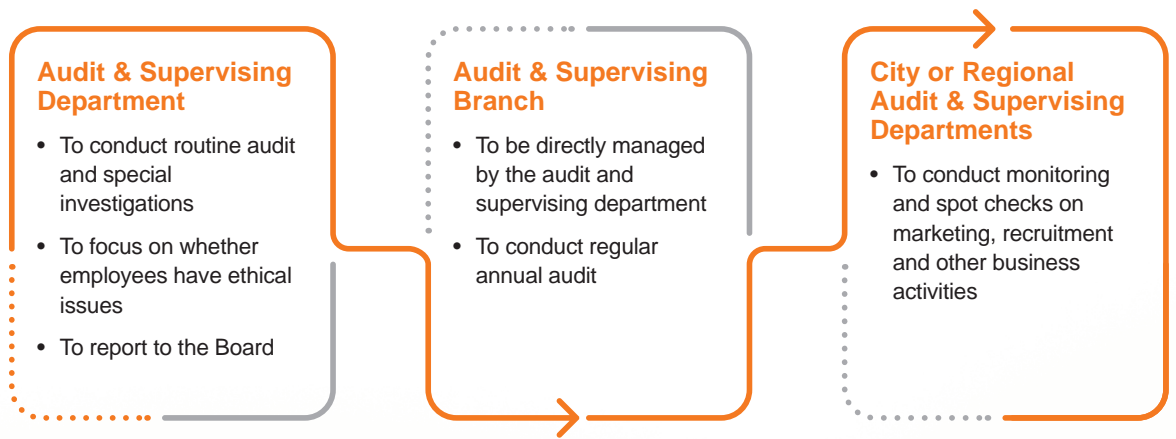 Audit & Supervising
Department
• To conduct routine audit
and special
investigations
• To focus on whether
employees have ethical
issues
• To report to the Board
Audit & Supervising
Branch
• To be directly managed
by the audit and
supervising department
• To conduct regular
annual audit
City or Regional
Audit & Supervising
Departments
• To conduct monitoring
and spot checks on
marketing, recruitment
and other business
activities